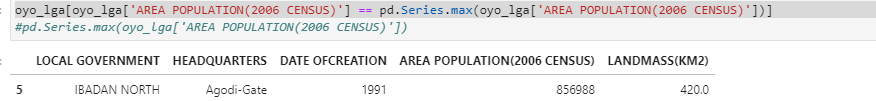 oyo_lga[oyo_lga['AREA POPULATION(2006 CENSUS)'] == pd.Series.max(oyo_lga['AREA POPULATION(2006 CENSUS)'])]
#pd.Series.max(oyo_lga['AREA POPULATION(2006 CENSUS)'])
LOCAL GOVERNMENT HEADQUARTERS DATE OFCREATION AREA POPULATION(2006 CENSUS) LANDMASS(KM2)
5 IBADAN NORTH Agodi-Gate 1991 856988 420.0